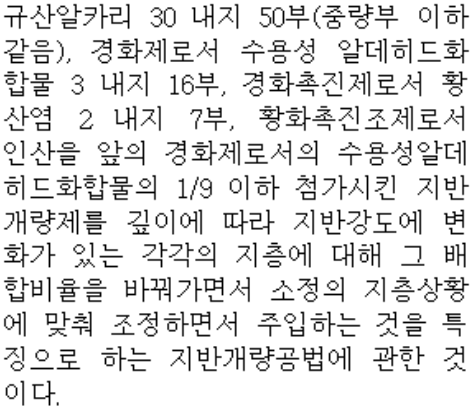 규산알카리 30 내지 50부(중량부 이하
같음), 경화제로서 수용성 알데히드화
합물 3 내지 16부, 경화촉진제로서 황
산염 2 내지 7부, 황화촉진조제로서
인산을 앞의 경화제로서의 수용성알데
히드화합물의 1/9 이하 첨가시킨 지반
개량제를 깊이에 따라 지반강도에 변
화가 있는 각각의 지층에 대해 그 배
합비율을 바꿔가면서 소정의 지층상황
에 맞춰 조정하면서 주입하는 것을 특
징으로 하는 지반개량공법에 관한 것
이다.